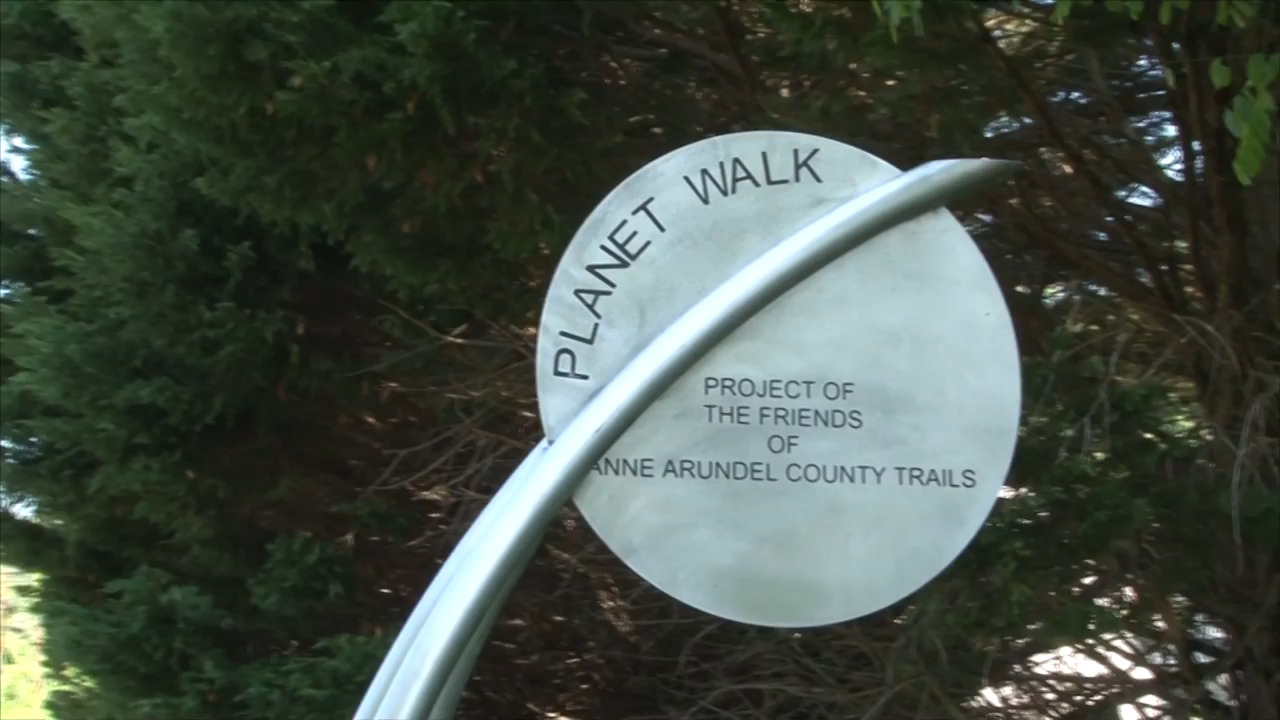 PLANET WALK
PROJECT OF
THE FRIENDS
OF
ANNE ARUNDEL COUNTY TRAILS